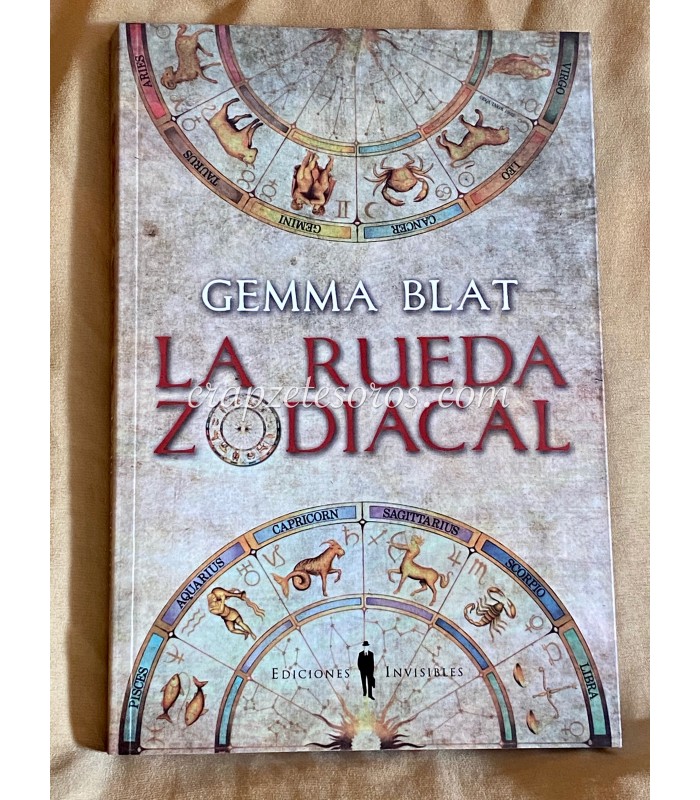 ARIES
TAURUS
GEMINI
CANCER
LEO
VIRGO
GEMMA BLAT
LA RUEDA
crapzetesoros.com
ZODIACAL
PISCES
AQUARIUS
CAPRICORN
SAGITTARIUS
SCORPIO
LIBRA
EDICIONES INVISIBLES